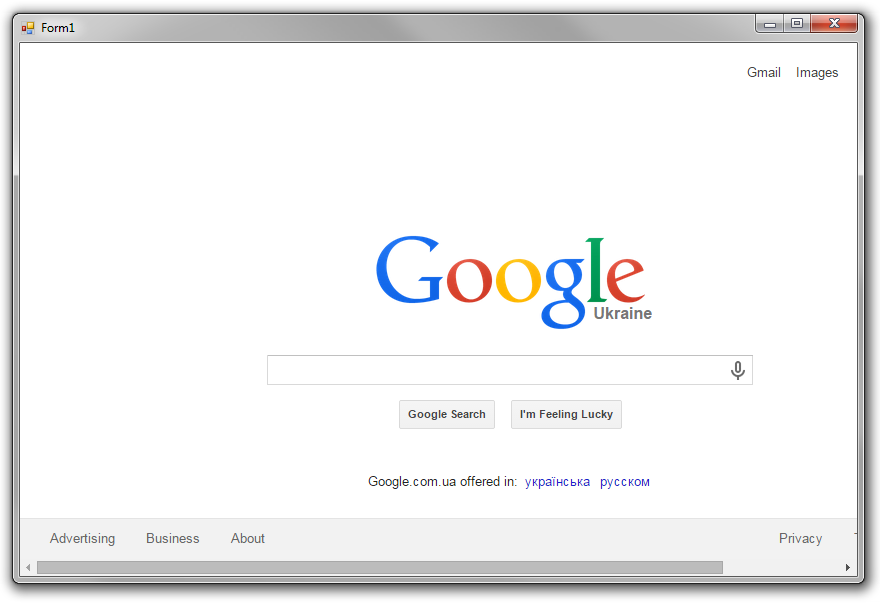 Form1
Gmail Images
Google
Ukraine
Google Search I'm Feeling Lucky
Google.com.ua offered in: українська русском
Advertising Business About Privacy